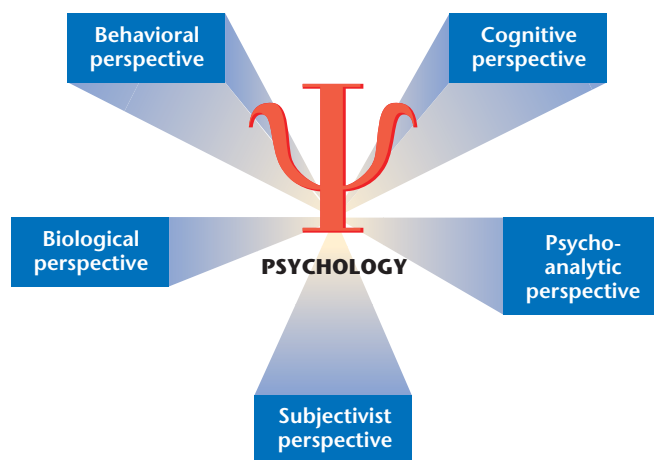 Behavioral
perspective
Cognitive
perspective
Ψ
Biological
perspective
PSYCHOLOGY
Psycho-
analytic
perspective
Subjectivist
perspective